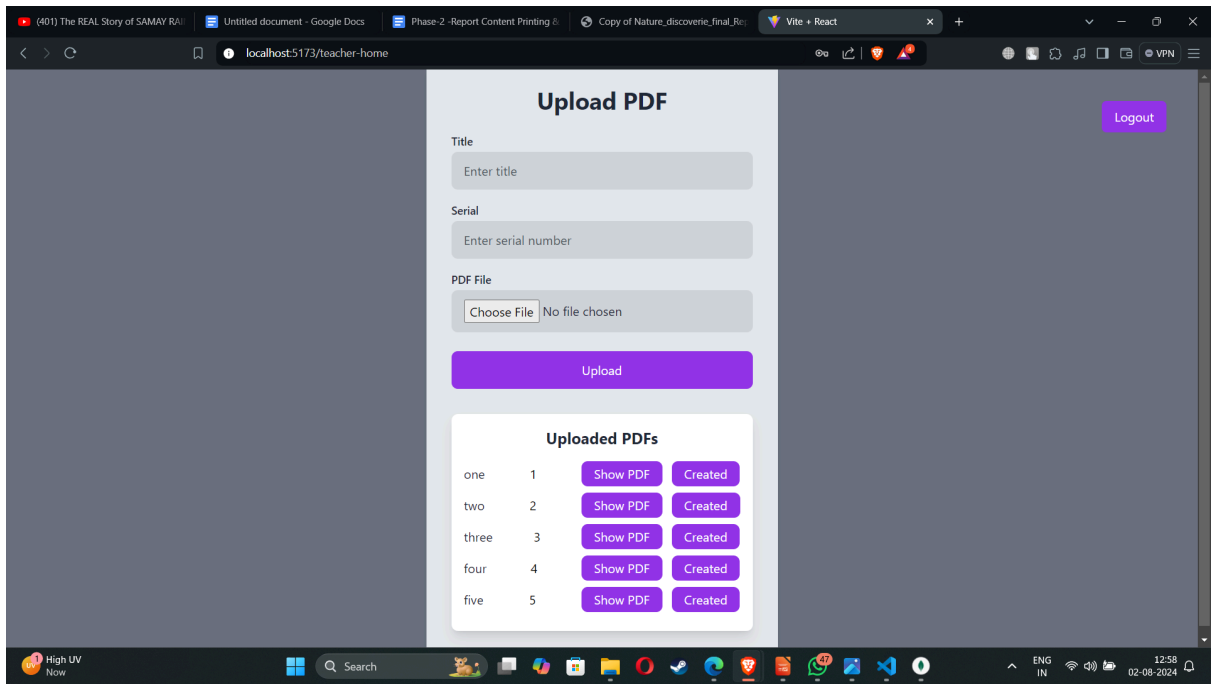 (401) The REAL Story of SAMAY RAI
Untitled document - Google Docs
Phase-2 -Report Content Printing &
Copy of Nature_discoverie_final_Rep
Vite + React
localhost:5173/teacher-home
4
VPN
Upload PDF
Logout
Title
Enter title
Serial
Enter serial number
PDF File
Choose File No file chosen
Upload
Uploaded PDFs
one 1 Show PDF Created
two 2 Show PDF Created
three 3 Show PDF Created
four 4 Show PDF Created
five 5 Show PDF Created
1
UV
High UV
Now
Search
47
ENG
IN
12:58
02-08-2024